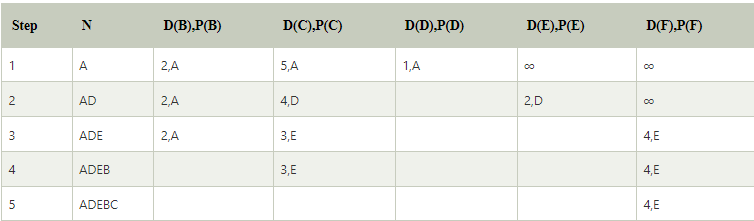 Step N D(B),P(B) D(C),P(C) D(D),P(D) D(E),P(E) D(F),P(F)
1 A 2,A 5,A 1,A ∞ ∞
2 AD 2,A 4,D 2,D ∞
3 ADE 2,A 3,E 4,E
4 ADEB 3,E 4,E
5 ADEBC 4,E